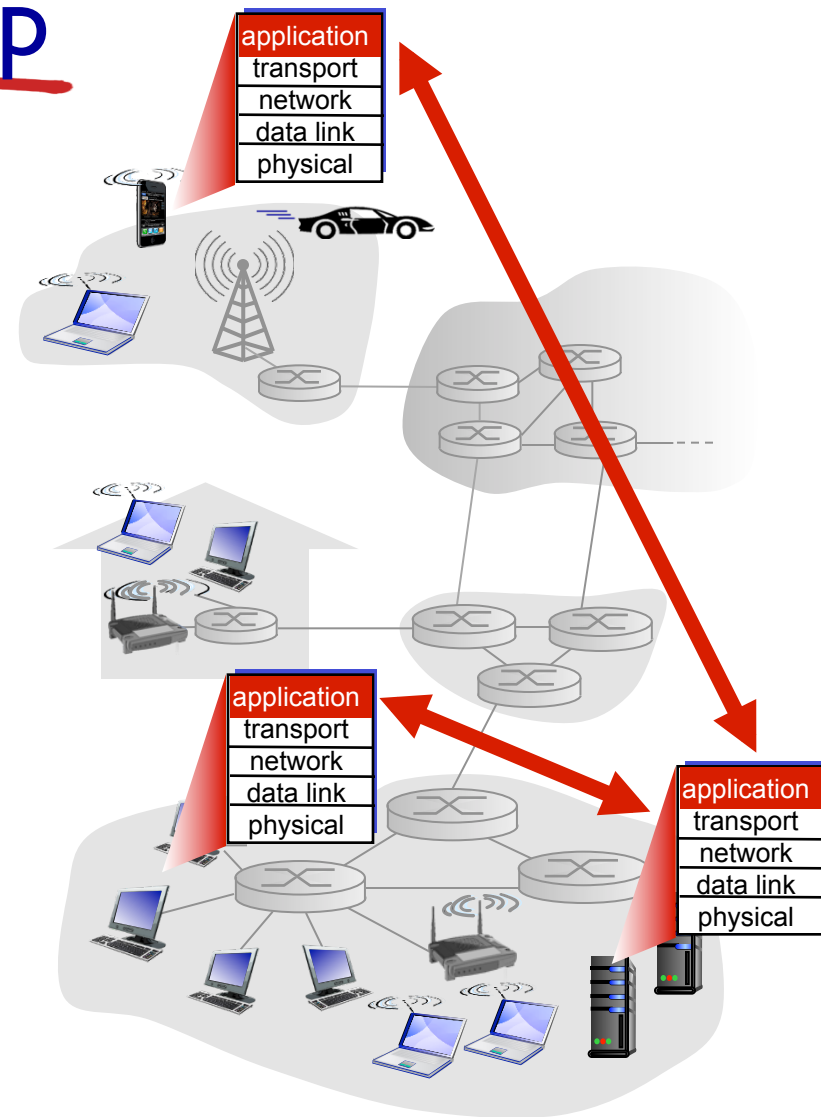 p
application
transport
network
data link
physical
application
transport
network
data link
physical
application
transport
network
data link
physical